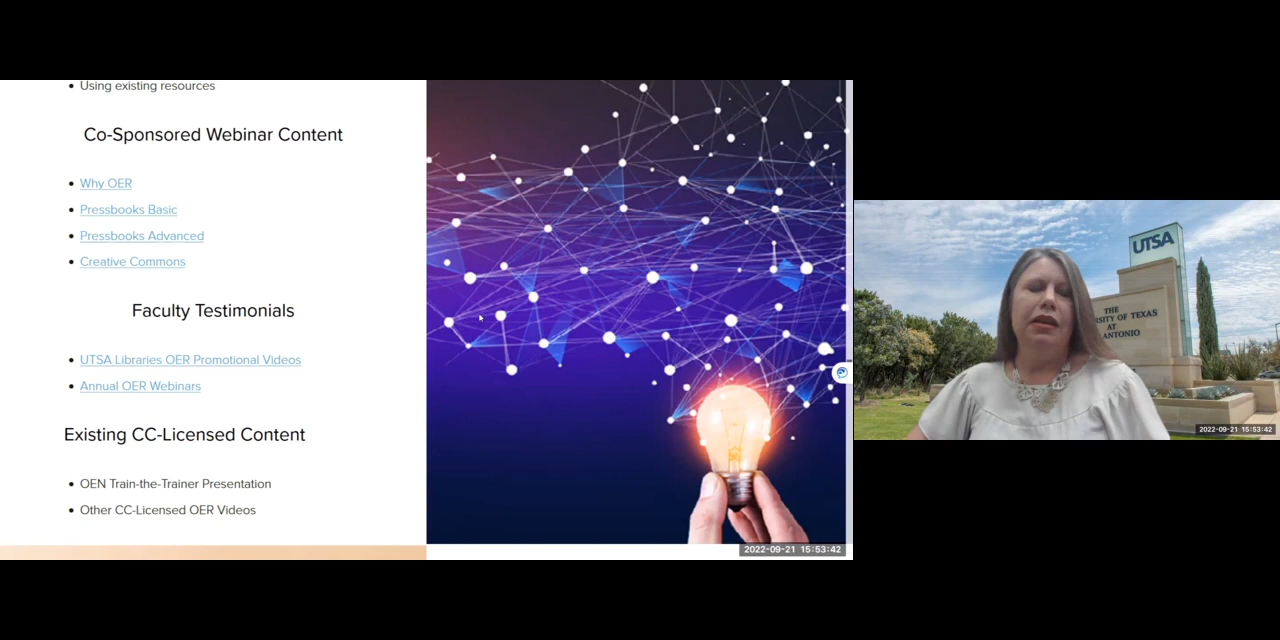 Using existing resources
Co-Sponsored Webinar Content
Why OER
Pressbooks Basic
Pressbooks Advanced
Creative Commons
Faculty Testimonials
UTSA Libraries OER Promotional Videos
Annual OER Webinars
Existing CC-Licensed Content
OEN Train-the-Trainer Presentation
Other CC-Licensed OER Videos
2022-09-21 15:53:42
UTSA
THE
RSITY OF TEXAS
AT
ANTONIO
2022-09-21 15:53:42